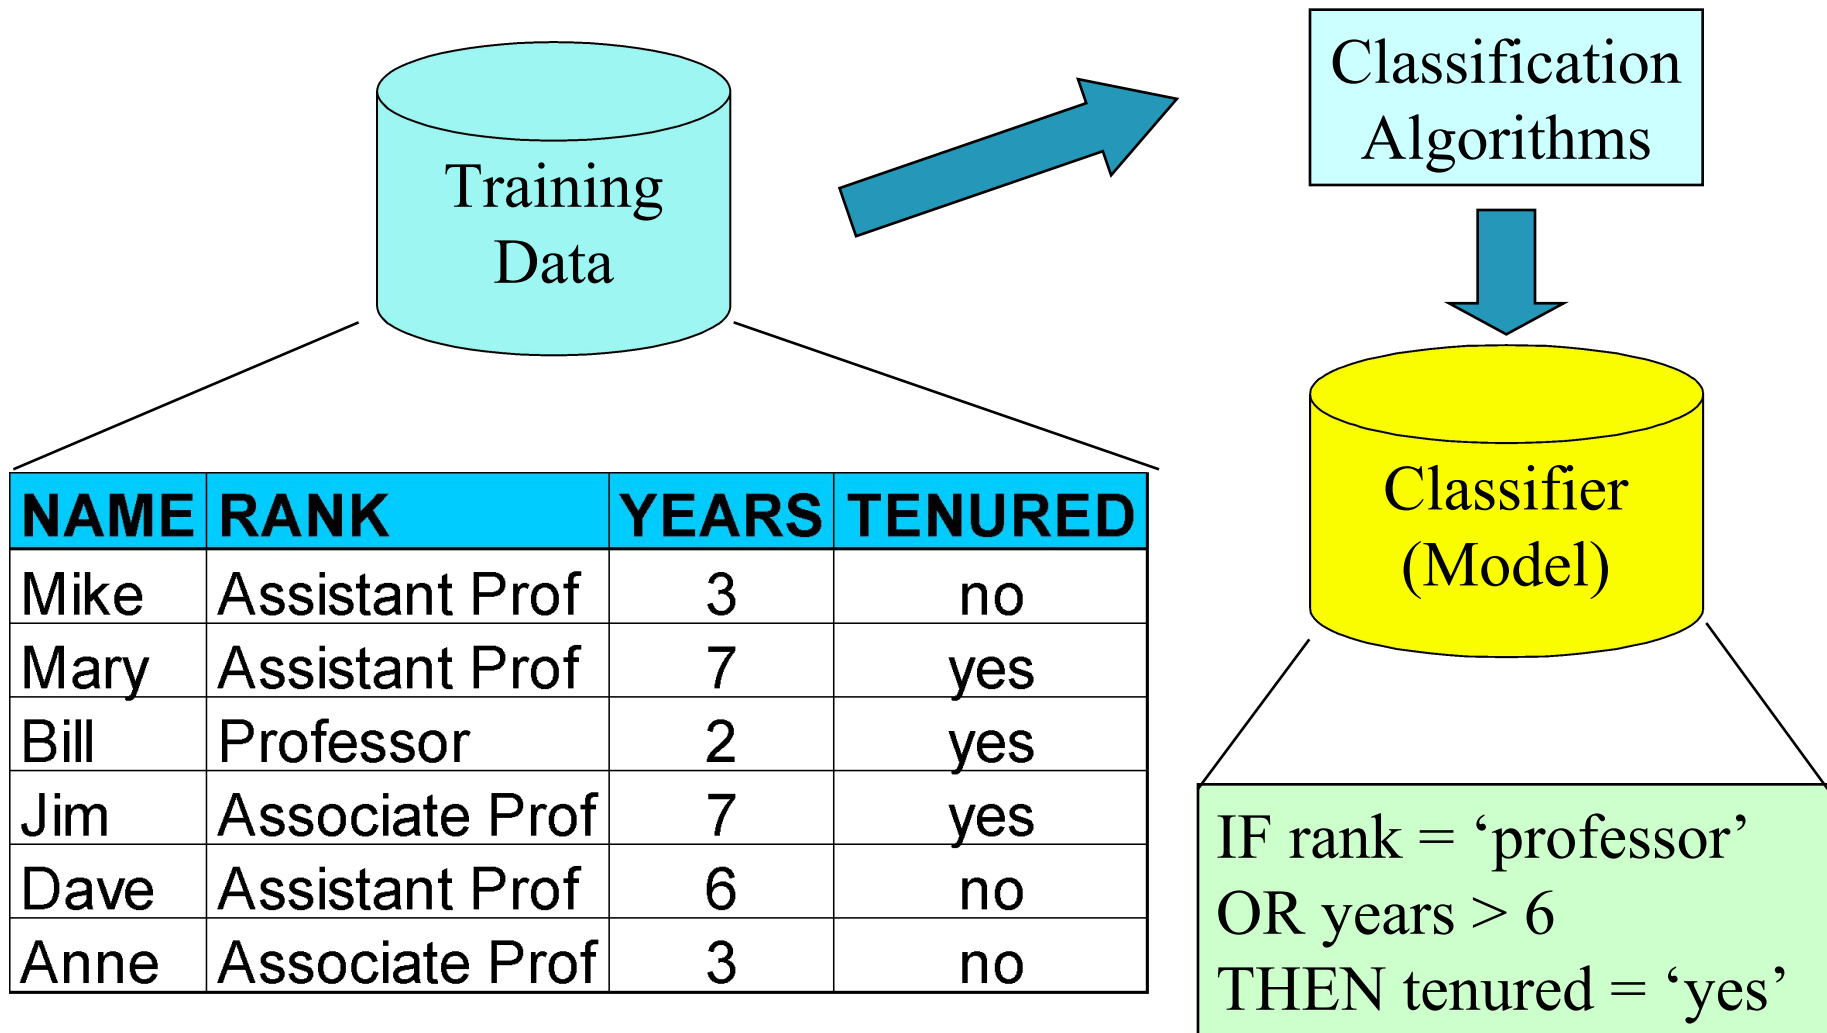 Training
Data
Classification
Algorithms
Classifier
(Model)
NAME RANK YEARS TENURED
Mike Assistant Prof 3 no
Mary Assistant Prof 7 yes
Bill Professor 2 yes
Jim Associate Prof 7 yes
Dave Assistant Prof 6 no
Anne Associate Prof 3 no
IF rank = ‘professor’
OR years > 6
THEN tenured = ‘yes’